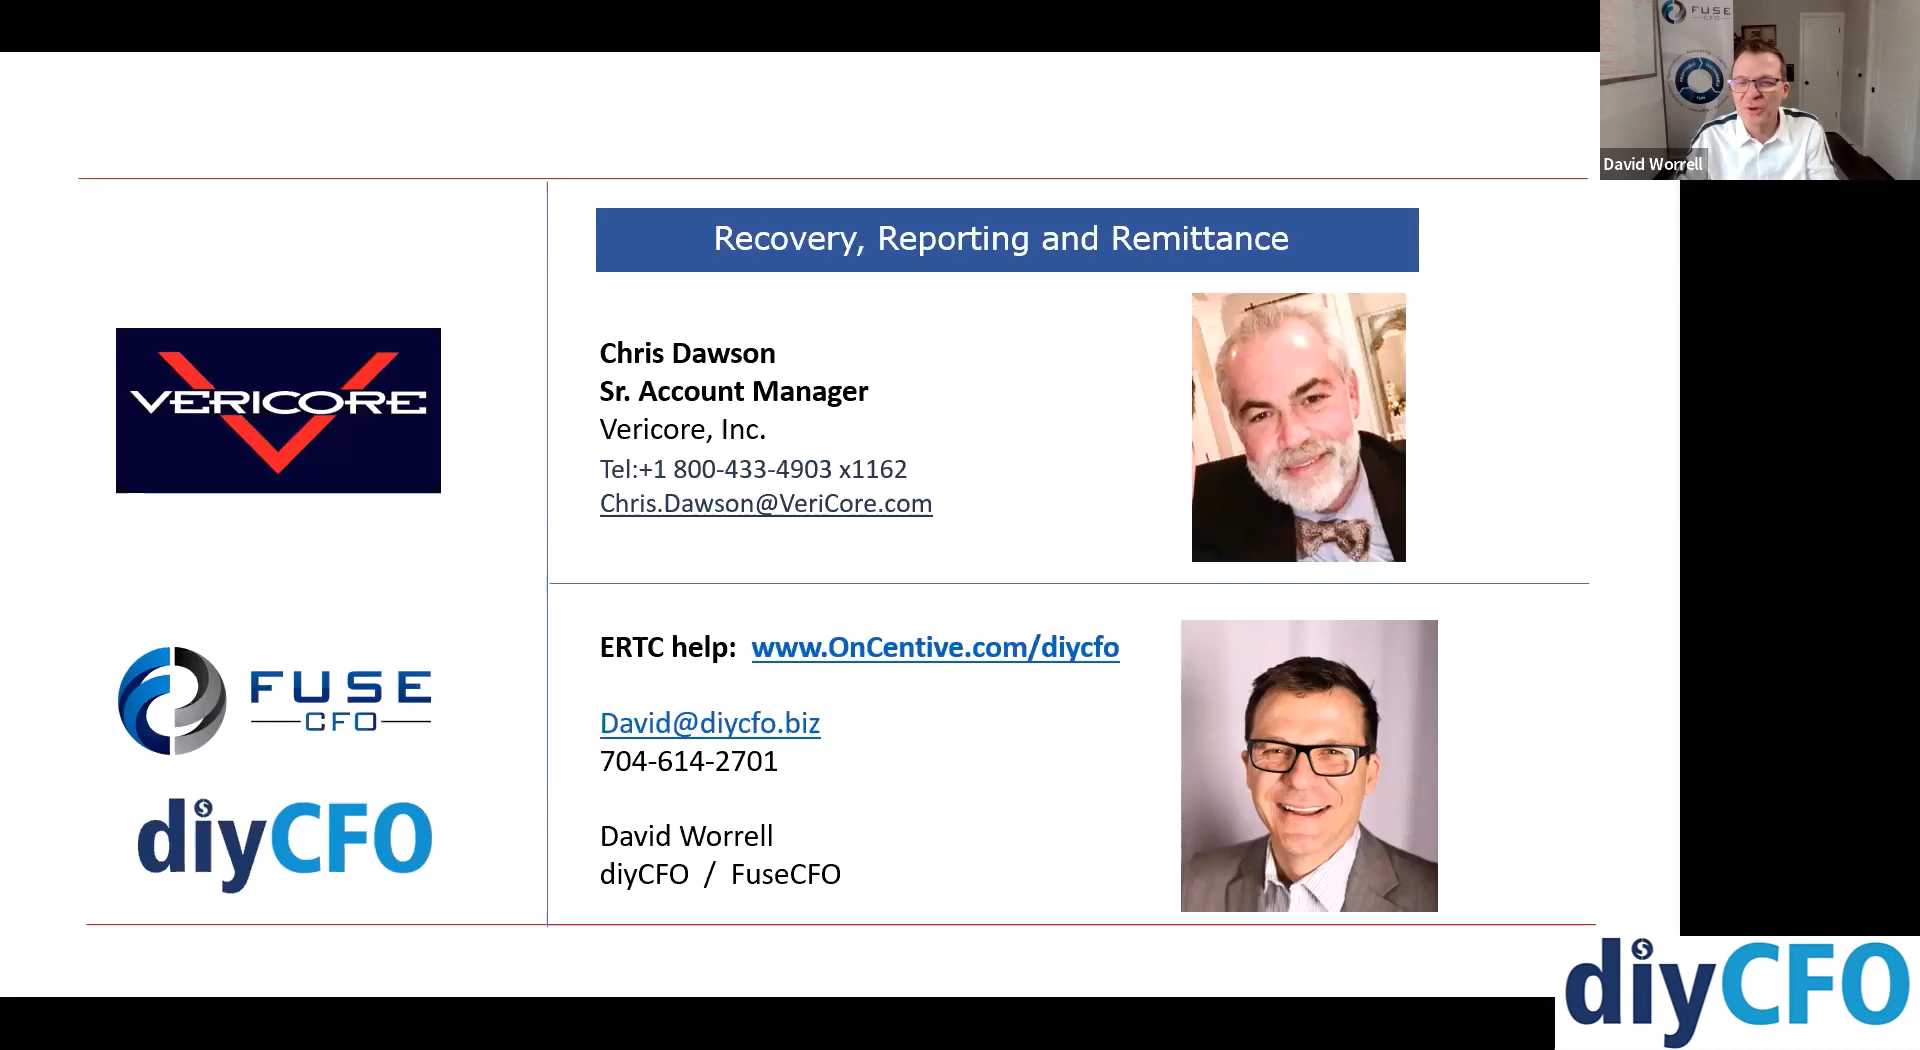 FUSE
CFO
David Worrell
Recovery, Reporting and Remittance
VERICORE
Chris Dawson
Sr. Account Manager
Vericore, Inc.
Tel:+1 800-433-4903 x1162
Chris.Dawson@VeriCore.com
FUSE
CFO
diyCFO
ERTC help: www.OnCentive.com/diycfo
David@diycfo.biz
704-614-2701
David Worrell
diyCFO / FuseCFO
diyCFO